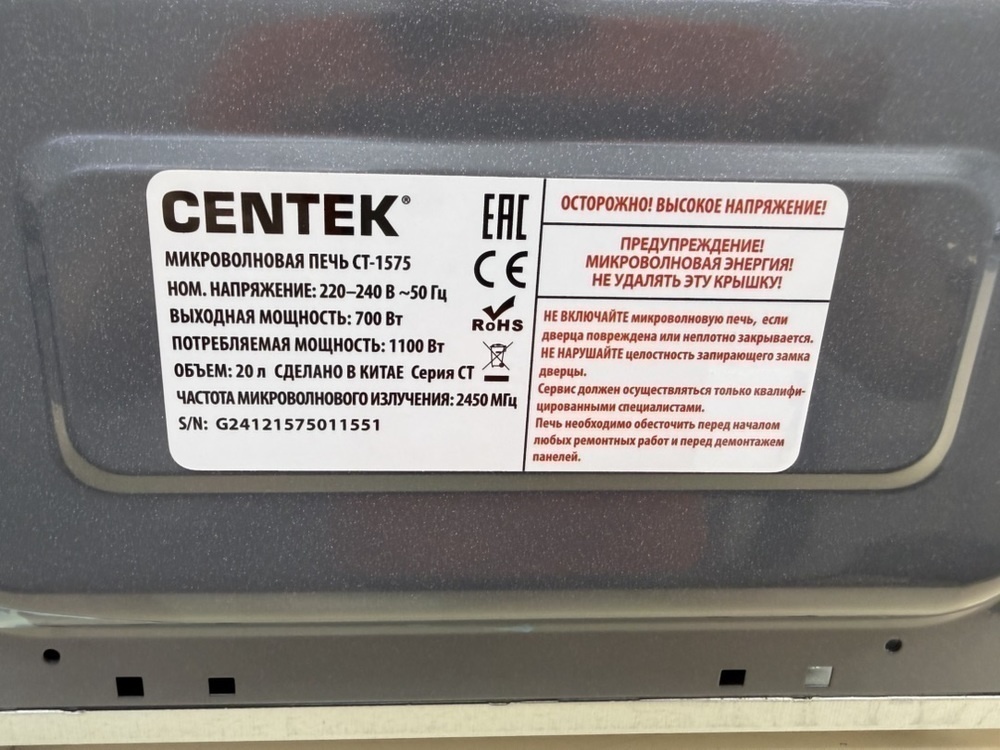 CENTEK®
МИКРОВОЛНОВАЯ ПЕЧЬ CT-1575
НОМ. НАПРЯЖЕНИЕ: 220–240 В ~50 Гц
ВЫХОДНАЯ МОЩНОСТЬ: 700 Вт
ПОТРЕБЛЯЕМАЯ МОЩНОСТЬ: 1100 Вт
ОБЪЕМ: 20 л СДЕЛАНО В КИТАЕ Серия СТ
ЧАСТОТА МИКРОВОЛНОВОГО ИЗЛУЧЕНИЯ: 2450 МГц
S/N: G24121575011551
EAC
CE
RoHS
ОСТОРОЖНО! ВЫСОКОЕ НАПРЯЖЕНИЕ!
ПРЕДУПРЕЖДЕНИЕ!
МИКРОВОЛНОВАЯ ЭНЕРГИЯ!
НЕ УДАЛЯТЬ ЭТУ КРЫШКУ!
НЕ ВКЛЮЧАЙТЕ микроволновую печь, если
дверца повреждена или неплотно закрывается.
НЕ НАРУШАЙТЕ целостность запирающего замка
дверцы.
Сервис должен осуществляться только квалифи-
цированными специалистами.
Печь необходимо обесточить перед началом
любых ремонтных работ и перед демонтажем
панелей.